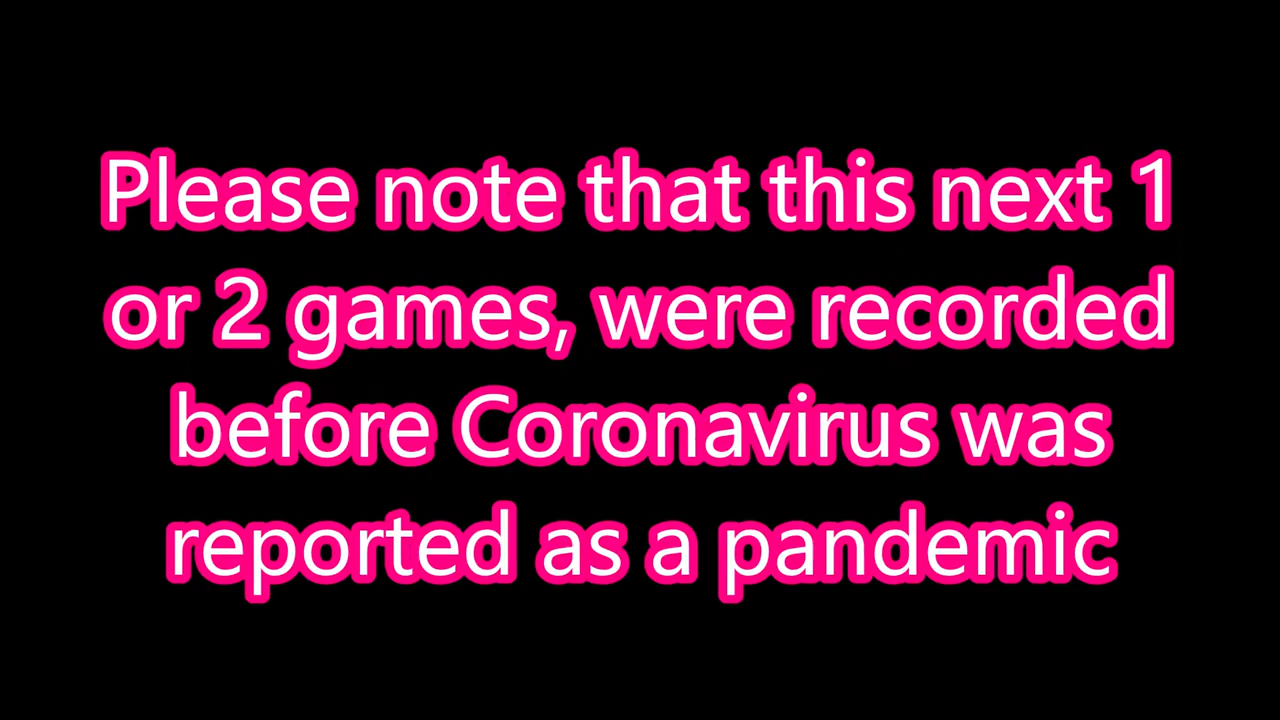 Please note that this next 1
or 2 games, were recorded
before Coronavirus was
reported as a pandemic